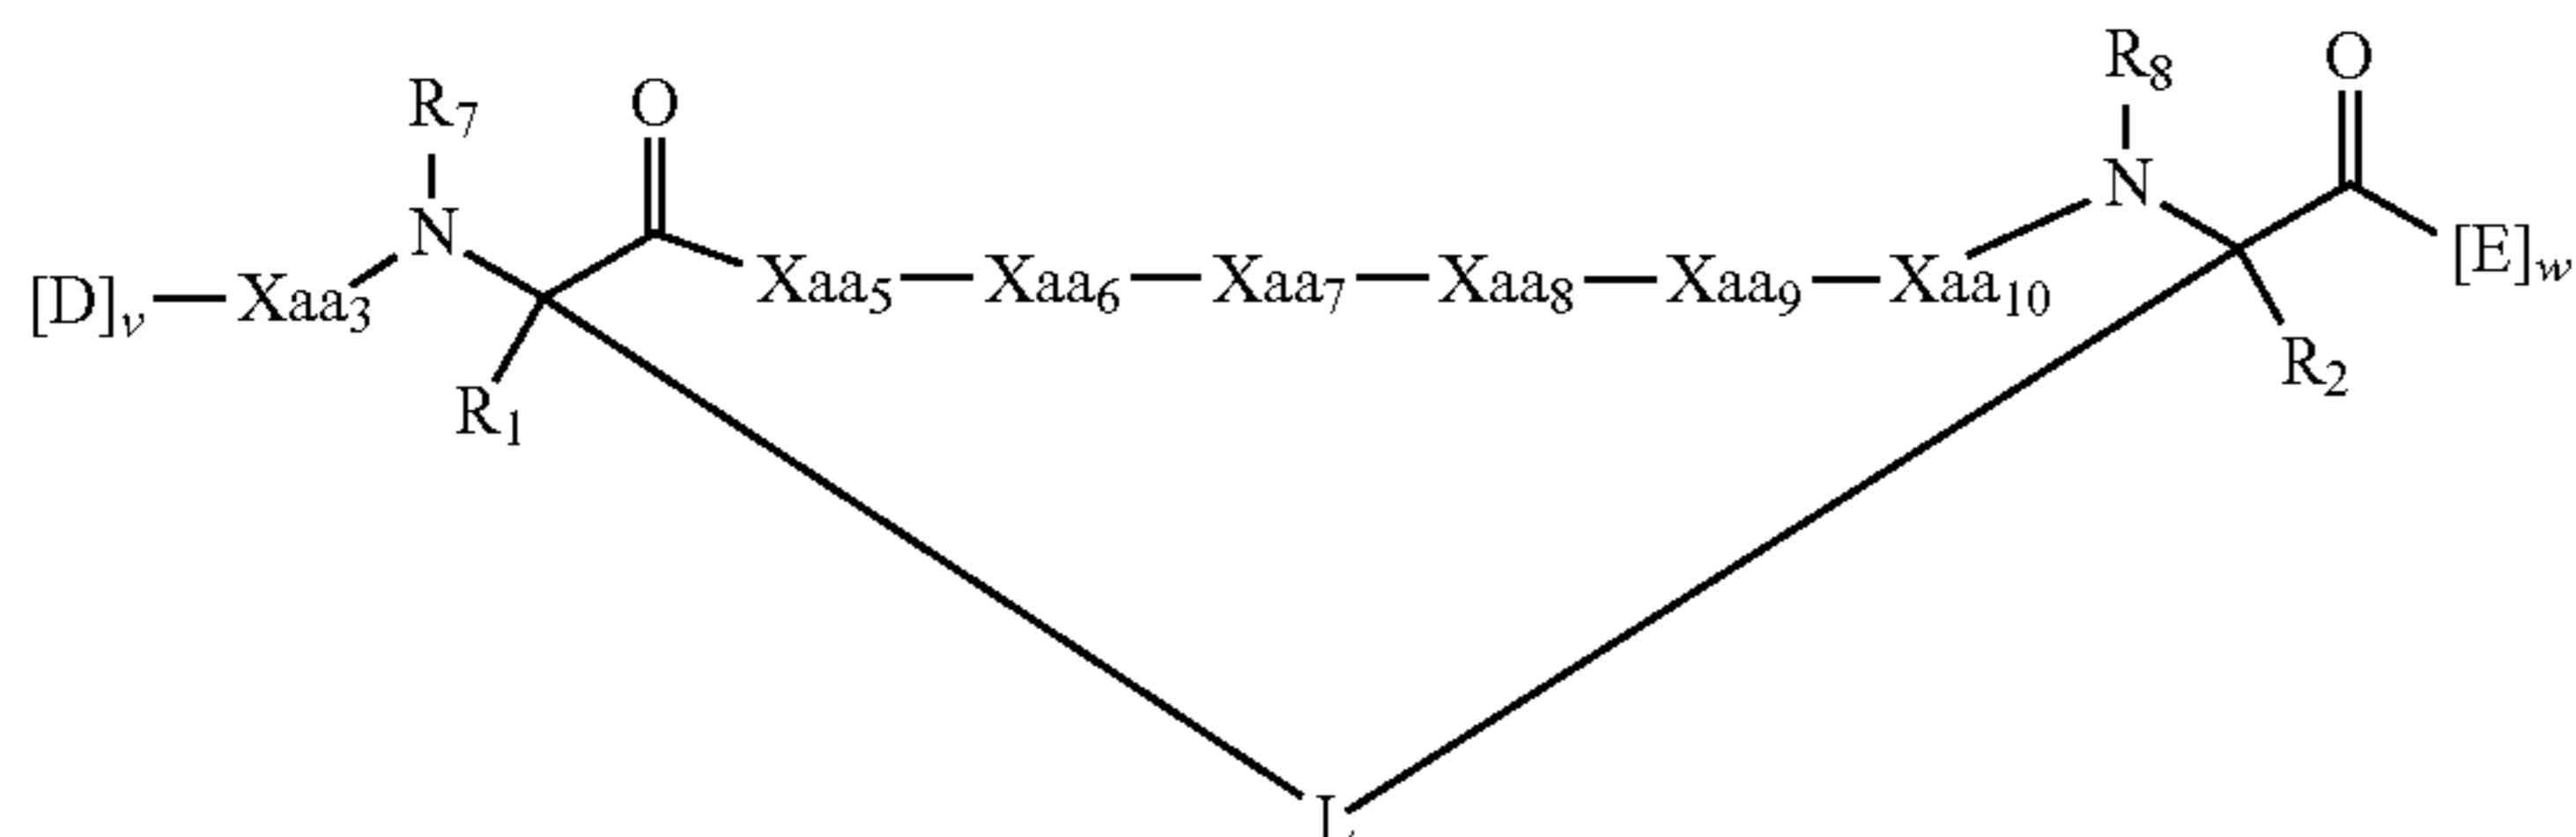 R8 O
R7 O
N
N
[D]v — Xaa3 Xaa5 — Xaa6 — Xaa7 — Xaa8 — Xaa9 — Xaa10 [E]w
R1 R2
L